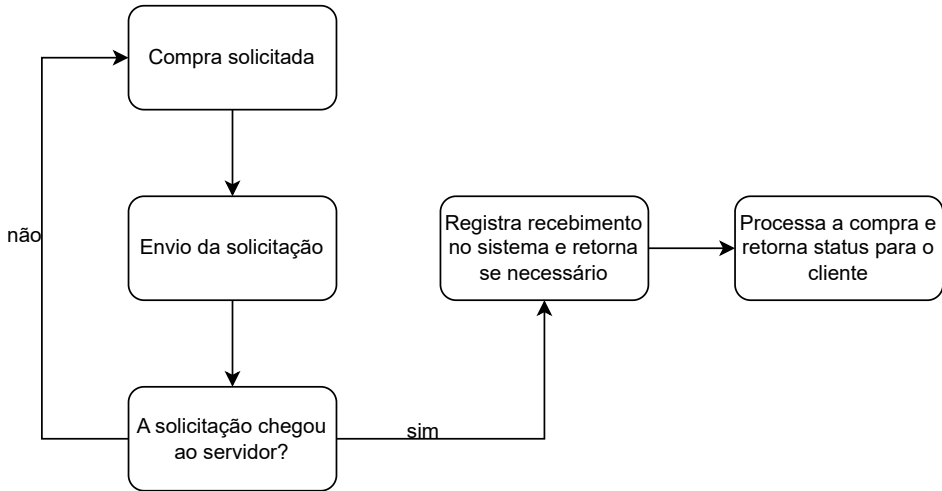 Compra solicitada
Envio da solicitação
não
A solicitação chegou
ao servidor?
sim
Registra recebimento
no sistema e retorna
se necessário
Processa a compra e
retorna status para o
cliente